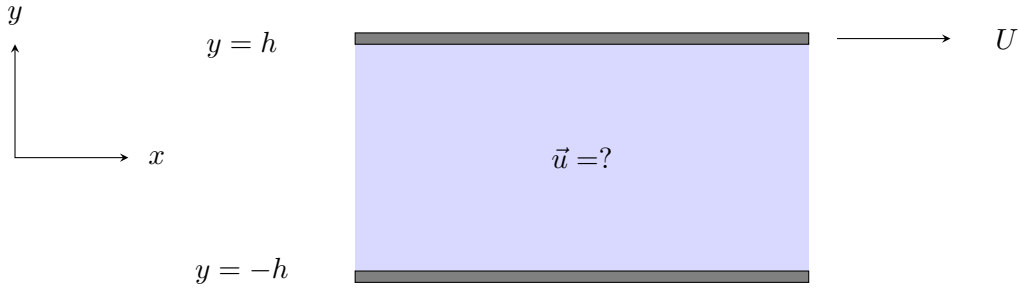 y
y = h
U
x
u⃗ =?
y = −h